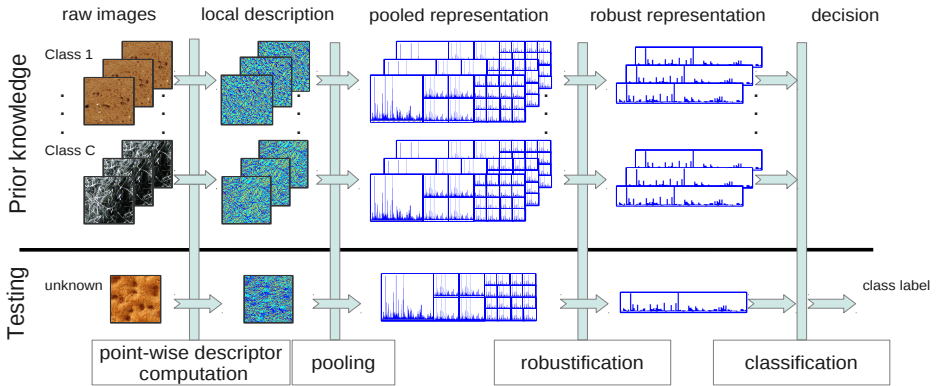 raw images
local description
pooled representation
robust representation
decision
Prior knowledge
Class 1
Class C
Testing
unknown
class label
point-wise descriptor
computation
pooling
robustification
classification